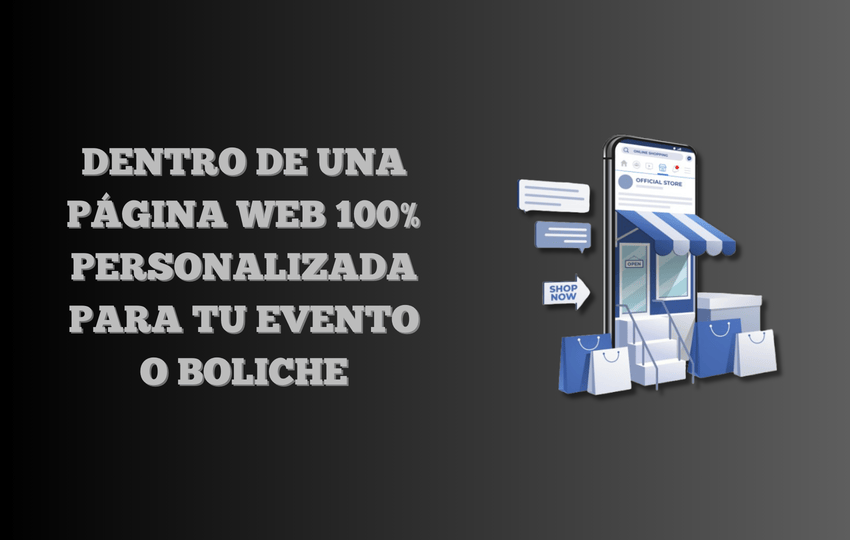 DENTRO DE UNA
PÁGINA WEB 100%
PERSONALIZADA
PARA TU EVENTO
O BOLICHE
ONLINE SHOPPING
OFFICIAL STORE
OPEN
SHOP
NOW